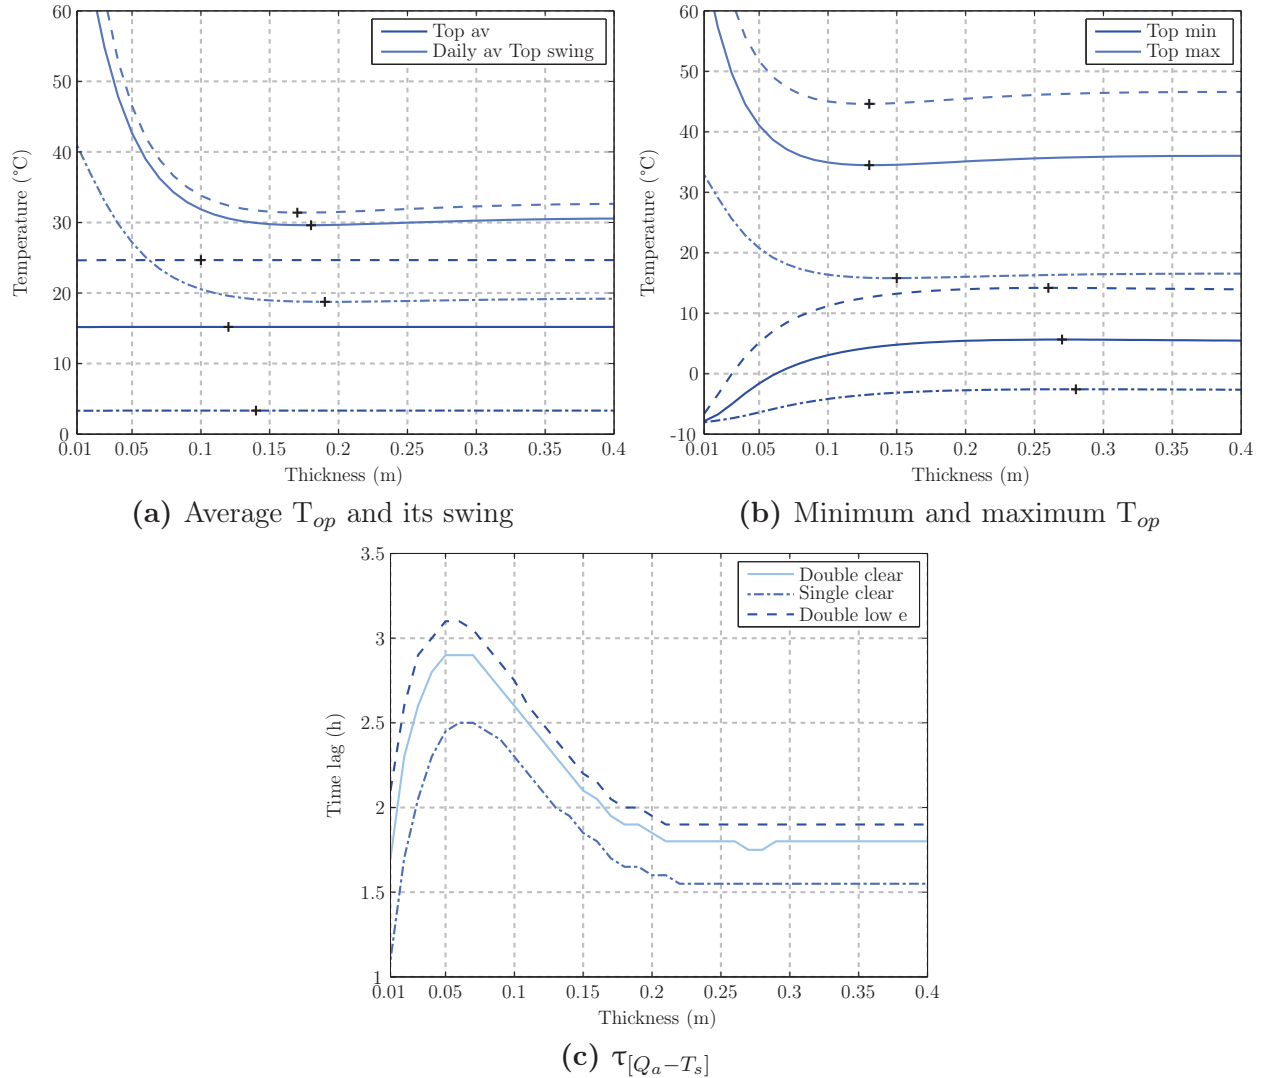 60
50
40
30
20
10
0
0.01 0.05 0.1 0.15 0.2 0.25 0.3 0.35 0.4
Temperature (°C)
Thickness (m)
Top av
Daily av Top swing
(a) Average Top and its swing
60
50
40
30
20
10
0
-10
0.01 0.05 0.1 0.15 0.2 0.25 0.3 0.35 0.4
Temperature (°C)
Thickness (m)
Top min
Top max
(b) Minimum and maximum Top
3.5
3
2.5
2
1.5
1
0.01 0.05 0.1 0.15 0.2 0.25 0.3 0.35 0.4
Time lag (h)
Thickness (m)
Double clear
Single clear
Double low e
(c) τ[Qa−Ts]